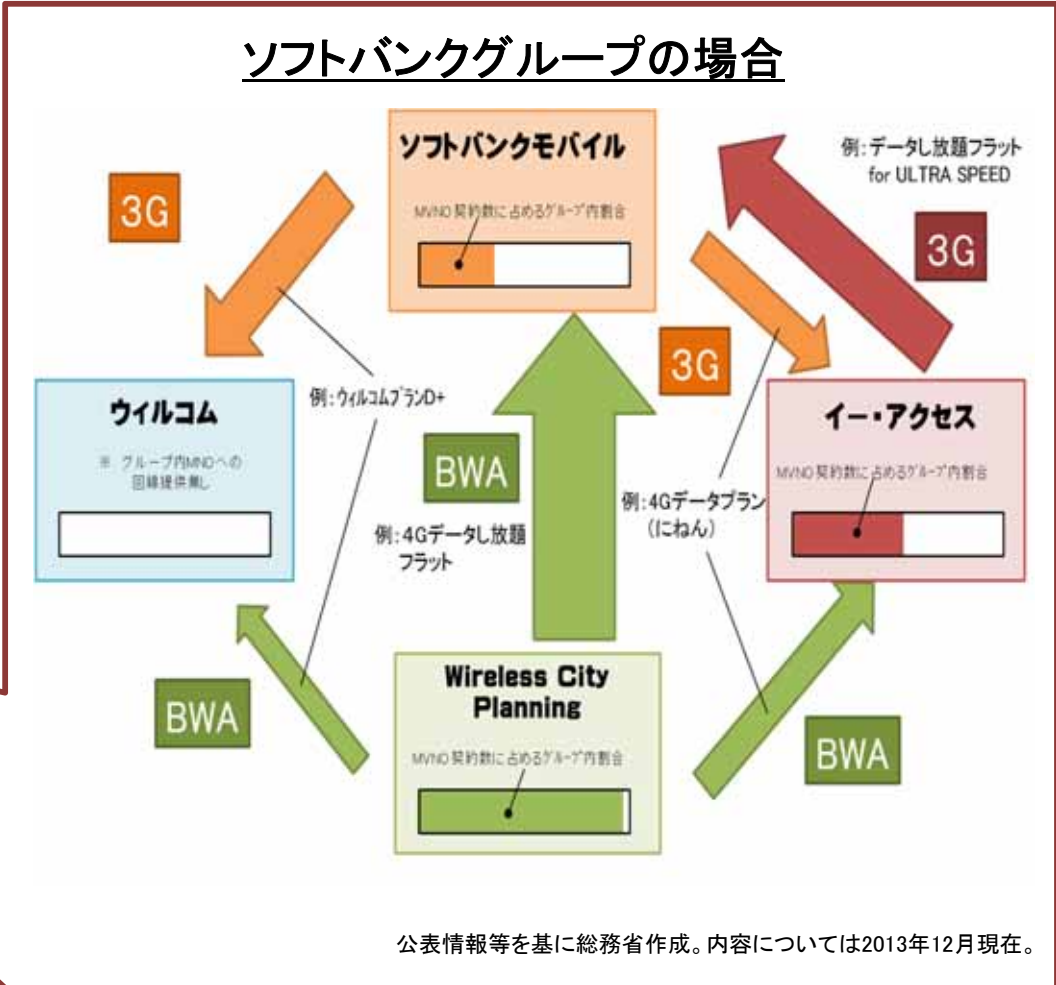 ソフトバンクグループの場合
ソフトバンクモバイル
MVNO契約数に占めるグループ内割合
例:データし放題フラット
for ULTRA SPEED
3G
3G
3G
ウィルコム
※ グループ内MNOへの
回線提供無し
例:ウィルコムプランD+
BWA
例:4Gデータし放題
フラット
例:4Gデータプラン
(にねん)
イー・アクセス
MVNO契約数に占めるグループ内割合
Wireless City
Planning
MVNO契約数に占めるグループ内割合
BWA
BWA
公表情報等を基に総務省作成。内容については2013年12月現在。